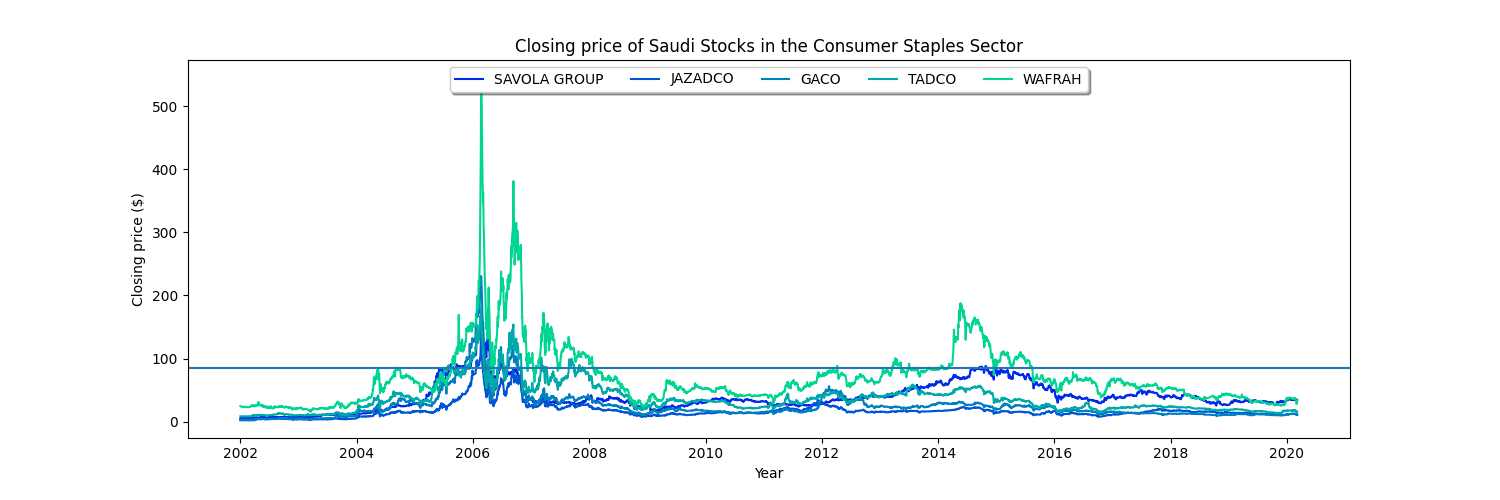 Closing price of Saudi Stocks in the Consumer Staples Sector
SAVOLA GROUP JAZADCO GACO TADCO WAFRAH
Closing price ($)
500
400
300
200
100
0
2002 2004 2006 2008 2010 2012 2014 2016 2018 2020
Year